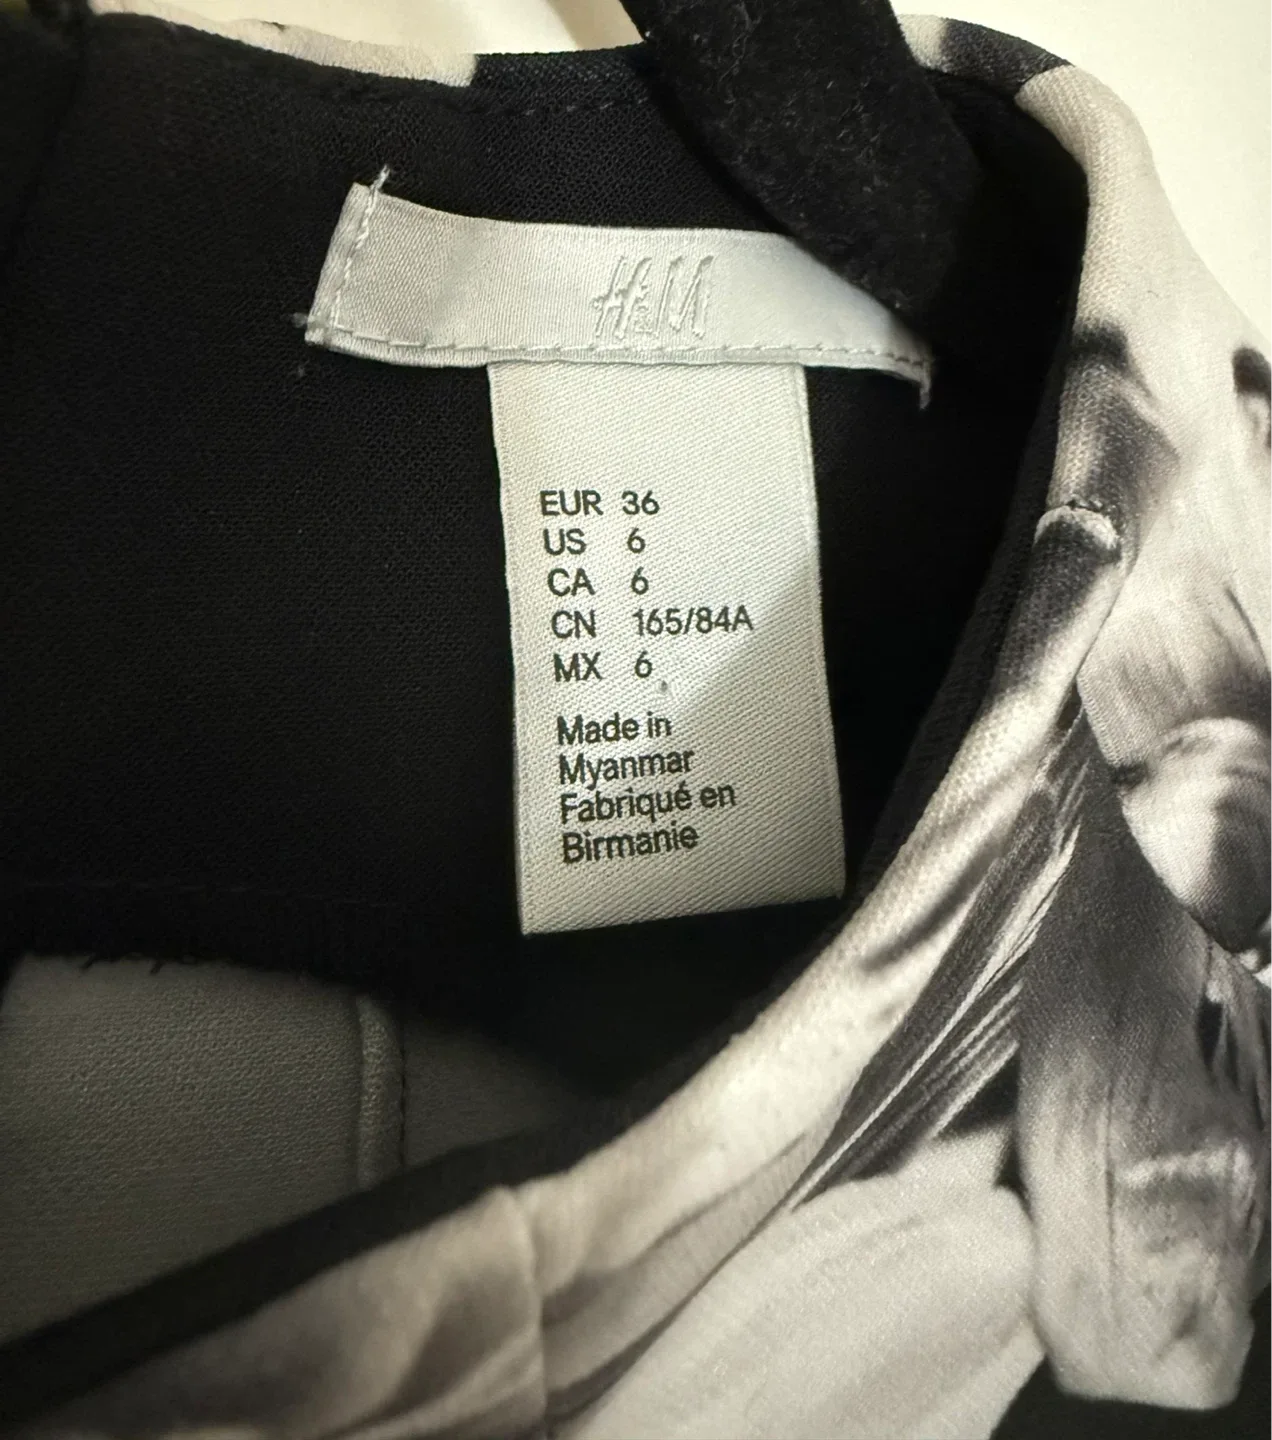 H&M
EUR 36
US 6
CA 6
CN 165/84A
MX 6
Made in
Myanmar
Fabriqué en
Birmanie